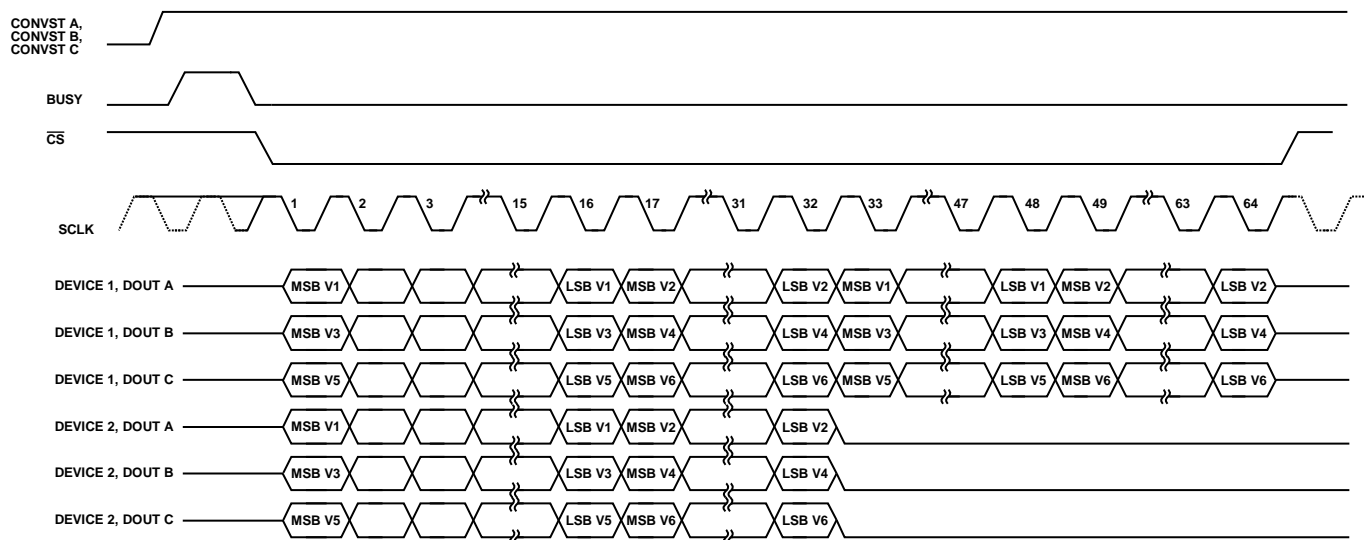 CONVST A,
CONVST B,
CONVST C
BUSY
CS
SCLK
1 2 3 15 16 17 31 32 33 47 48 49 63 64
DEVICE 1, DOUT A MSB V1 LSB V1 MSB V2 LSB V2 MSB V1 LSB V1 MSB V2 LSB V2
DEVICE 1, DOUT B MSB V3 LSB V3 MSB V4 LSB V4 MSB V3 LSB V3 MSB V4 LSB V4
DEVICE 1, DOUT C MSB V5 LSB V5 MSB V6 LSB V6 MSB V5 LSB V5 MSB V6 LSB V6
DEVICE 2, DOUT A MSB V1 LSB V1 MSB V2 LSB V2
DEVICE 2, DOUT B MSB V3 LSB V3 MSB V4 LSB V4
DEVICE 2, DOUT C MSB V5 LSB V5 MSB V6 LSB V6